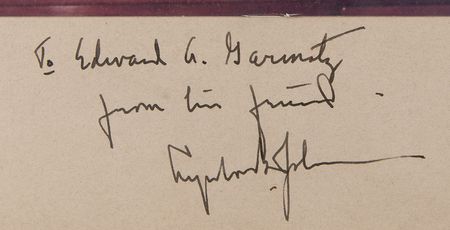 To Edward A. Garmatz
from his friend -
Lyndon B. Johnson